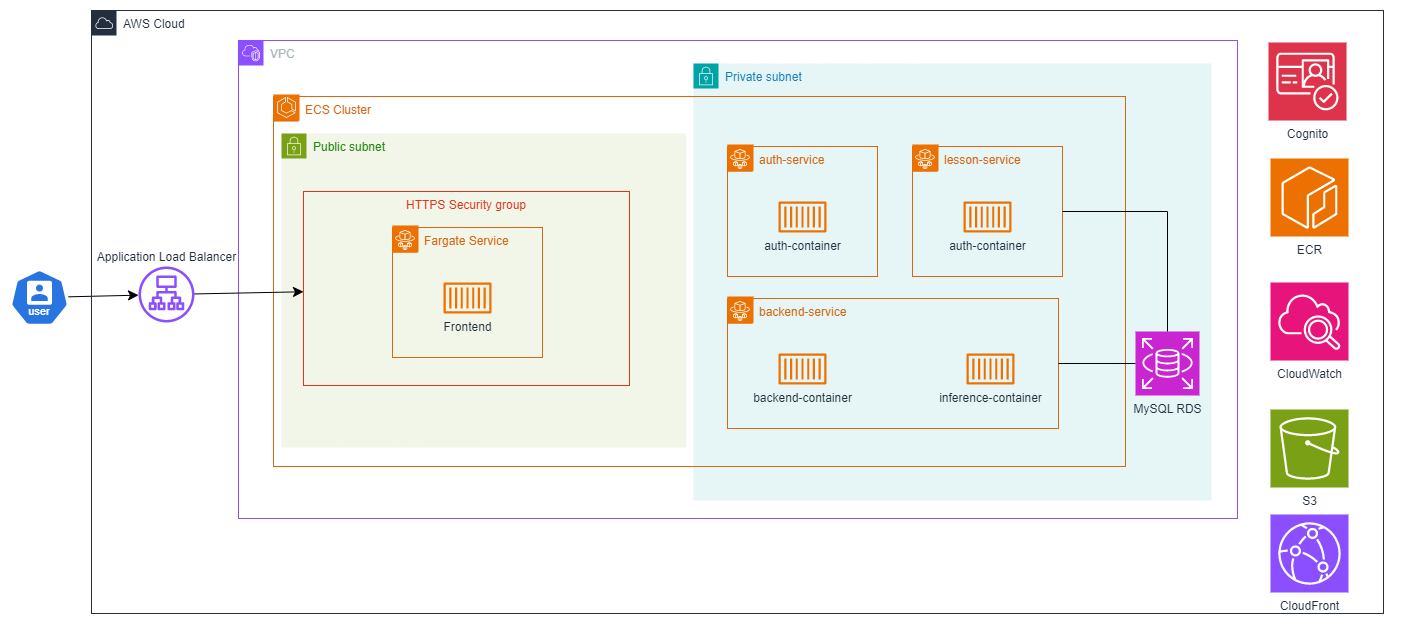 AWS Cloud
VPC
Private subnet
ECS Cluster
Public subnet
HTTPS Security group
Fargate Service
Frontend
Application Load Balancer
user
auth-service
auth-container
lesson-service
auth-container
backend-service
backend-container
inference-container
MySQL RDS
Cognito
ECR
CloudWatch
S3
CloudFront